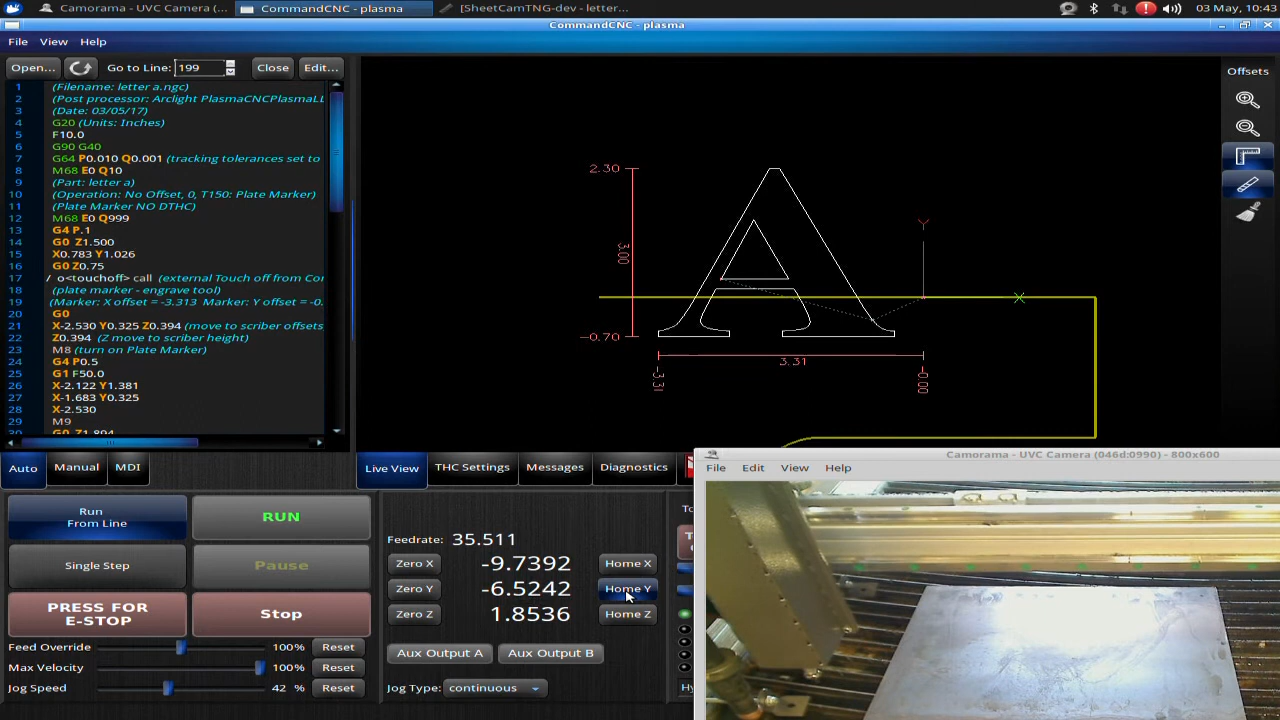 Camorama - UVC Camera (...
CommandCNC - plasma
[SheetCamTNG-dev - letter...
03 May, 10:43
CommandCNC - plasma
File View Help
Open... Go to Line: 199 Close Edit...
1 (Filename: letter a.ngc)
2 (Post processor: Arclight PlasmaCNCPlasmaLL
3 (Date: 03/05/17)
4 G20 (Units: Inches)
5 F10.0
6 G90 G40
7 G64 P0.010 Q0.001 (tracking tolerances set to
8 M68 E0 Q10
9 (Part: letter a)
10 (Operation: No Offset, 0, T150: Plate Marker)
11 (Plate Marker NO DTHC)
12 M68 E0 Q999
13 G4 P.1
14 G0 Z1.500
15 X0.783 Y1.026
16 G0 Z0.75
17 / o<touchoff> call (external Touch off from Cor
18 (plate marker - engrave tool)
19 (Marker: X offset = -3.313 Marker: Y offset = -0.
20 G0
21 X-2.530 Y0.325 Z0.394 (move to scriber offsets
22 Z0.394 (Z move to scriber height)
23 M8 (turn on Plate Marker)
24 G4 P0.5
25 G1 F50.0
26 X-2.122 Y1.381
27 X-1.683 Y0.325
28 X-2.530
29 M9
30 G0 Z1.894
2.30
3.00
-0.70
3.31
-3.31
-0.00
Y
X
Offsets
Auto Manual MDI
Live View THC Settings Messages Diagnostics
Run
From Line
RUN
Single Step
Pause
PRESS FOR
E-STOP
Stop
Feed Override 100% Reset
Max Velocity 100% Reset
Jog Speed 42 % Reset
Feedrate: 35.511
Zero X -9.7392 Home X
Zero Y -6.5242 Home Y
Zero Z 1.8536 Home Z
Aux Output A Aux Output B
Jog Type: continuous
Camorama - UVC Camera (046d:0990) - 800x600
File Edit View Help